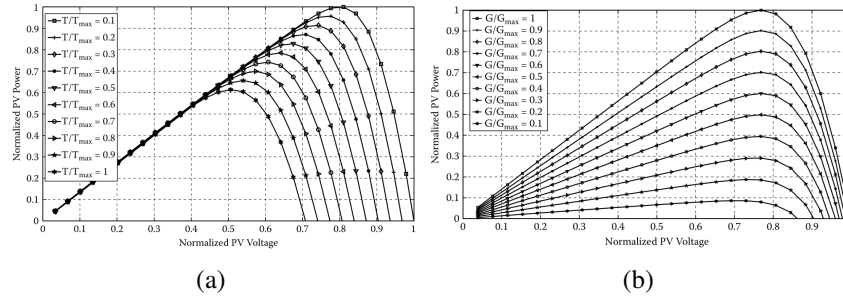 1
0.9
0.8
0.7
0.6
0.5
0.4
0.3
0.2
0.1
0
Normalized PV Power
T/Tmax = 0.1
T/Tmax = 0.2
T/Tmax = 0.3
T/Tmax = 0.4
T/Tmax = 0.5
T/Tmax = 0.6
T/Tmax = 0.7
T/Tmax = 0.8
T/Tmax = 0.9
T/Tmax = 1
0 0.1 0.2 0.3 0.4 0.5 0.6 0.7 0.8 0.9 1
Normalized PV Voltage
(a)
1
0.9
0.8
0.7
0.6
0.5
0.4
0.3
0.2
0.1
0
Normalized PV Power
G/Gmax = 1
G/Gmax = 0.9
G/Gmax = 0.8
G/Gmax = 0.7
G/Gmax = 0.6
G/Gmax = 0.5
G/Gmax = 0.4
G/Gmax = 0.3
G/Gmax = 0.2
G/Gmax = 0.1
0 0.1 0.2 0.3 0.4 0.5 0.6 0.7 0.8 0.9
Normalized PV Voltage
(b)